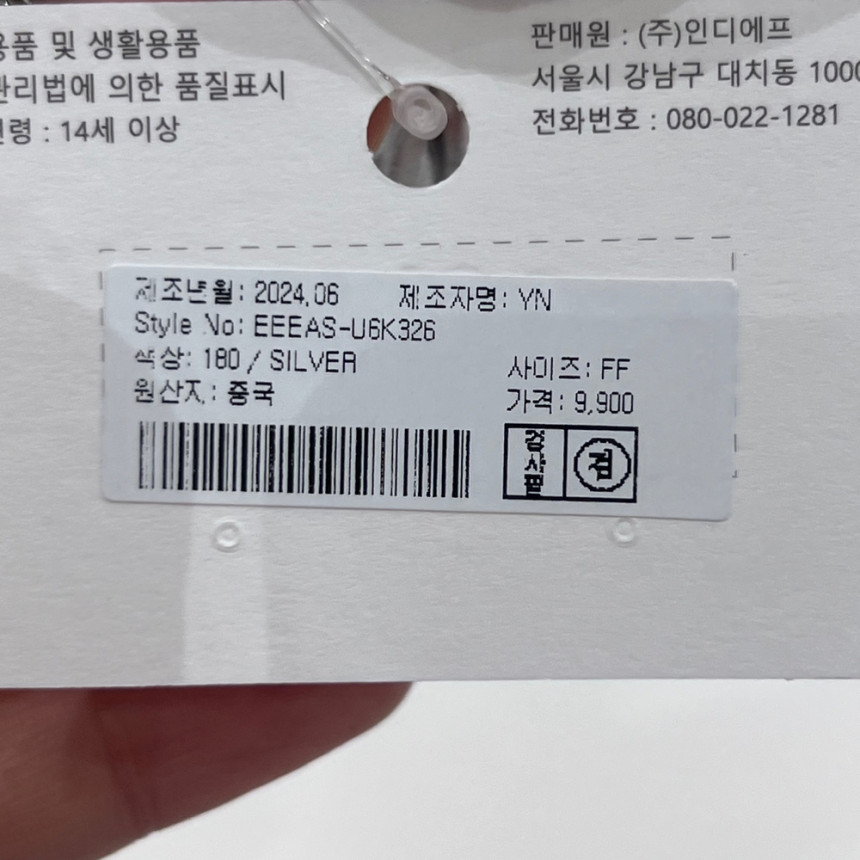 용품 및 생활용품
관리법에 의한 품질표시
연령 : 14세 이상
판매원 : (주)인디에프
서울시 강남구 대치동 1000
전화번호 : 080-022-1281
제조년월: 2024.06 제조자명: YN
Style No: EEEAS-U6K326
색상: 180 / SILVER 사이즈: FF
원산지: 중국 가격: 9,900
검사필 검